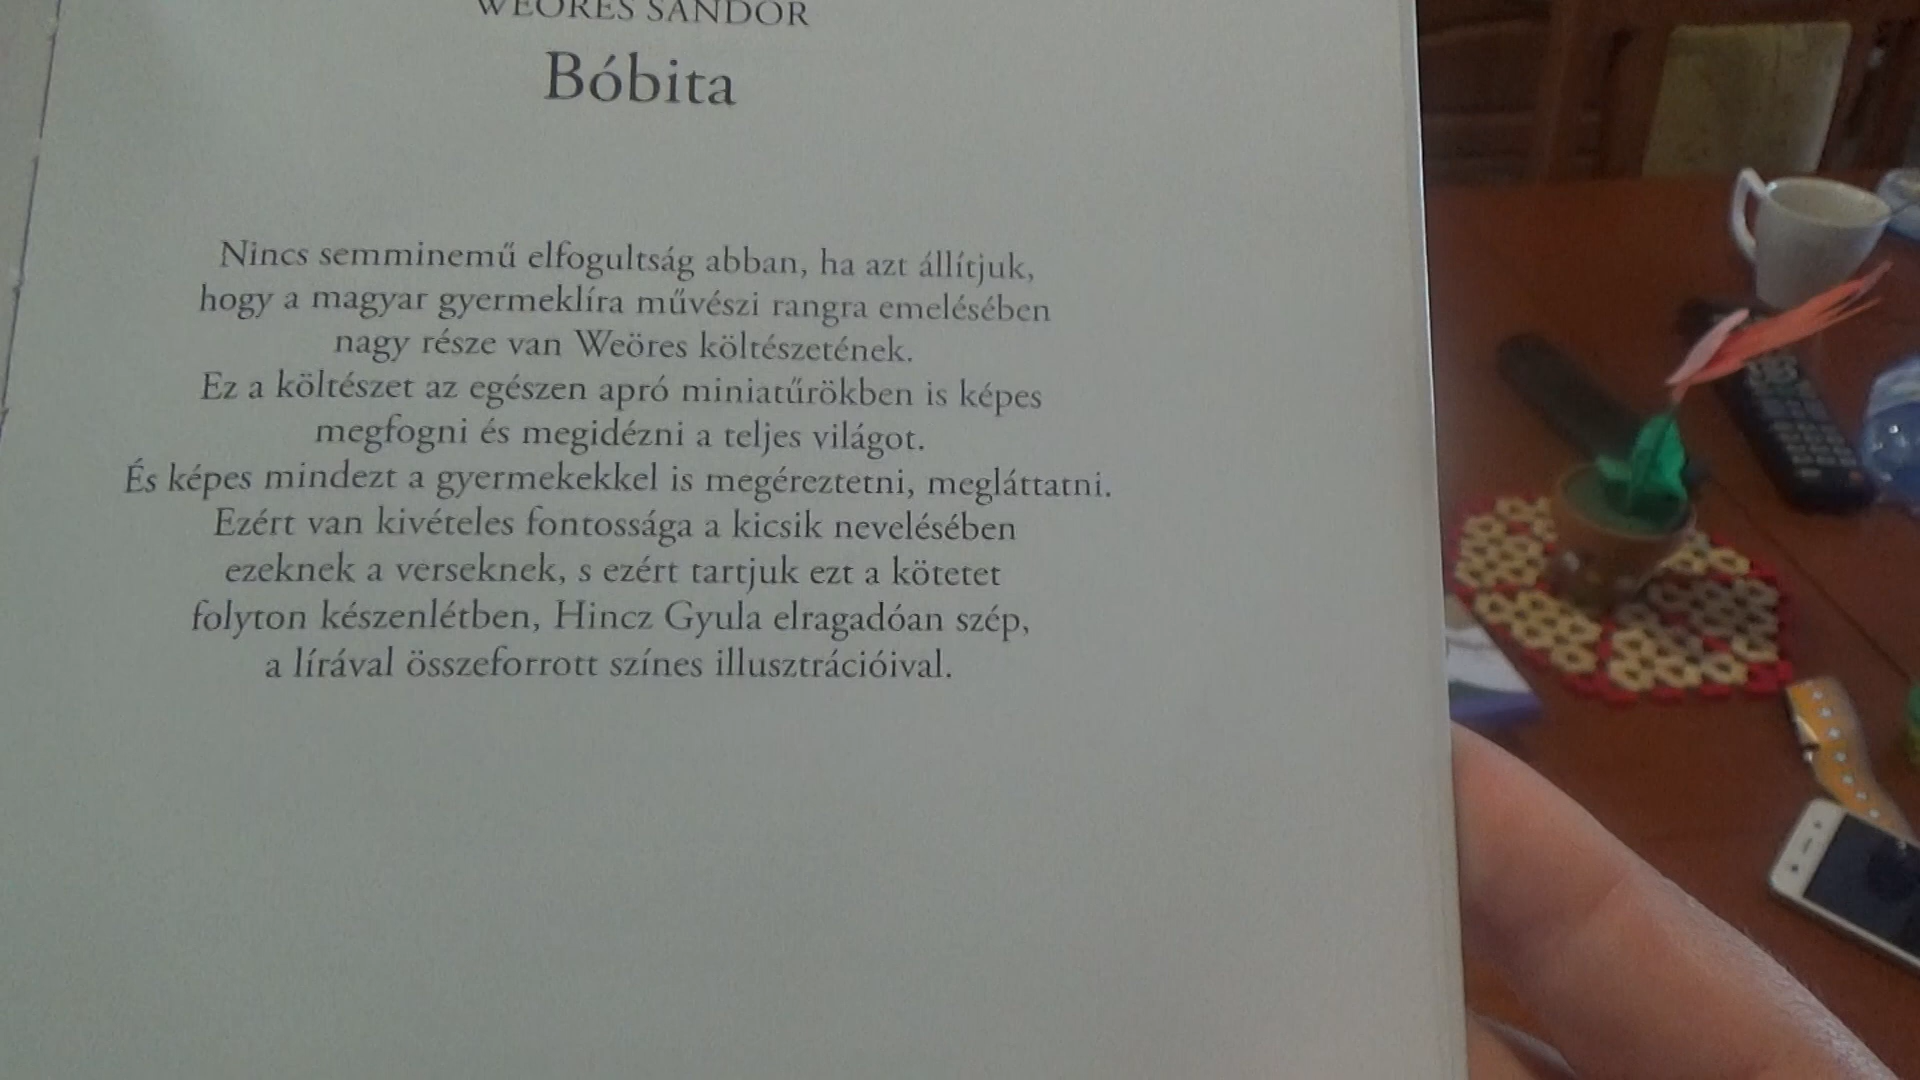 WEÖRES SÁNDOR
Bóbita
Nincs semminemű elfogultság abban, ha azt állítjuk,
hogy a magyar gyermeklíra művészi rangra emelésében
nagy része van Weöres költészetének.
Ez a költészet az egészen apró miniatűrökben is képes
megfogni és megidézni a teljes világot.
És képes mindezt a gyermekekkel is megéreztetni, megláttatni.
Ezért van kivételes fontossága a kicsik nevelésében
ezeknek a verseknek, s ezért tartjuk ezt a kötetet
folyton készenlétben, Hincz Gyula elragadóan szép,
a lírával összeforrott színes illusztrációival.